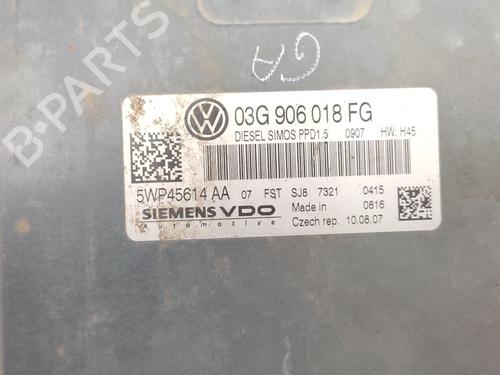 GA
03G 906 018 FG
DIESEL SIMOS PPD1.5 0907 HW: H45
5WP45614 AA 07 FST SJ8 7321 0415
SIEMENS VDO Made in 0816
Automotive Czech rep. 10.08.07
B-PARTS